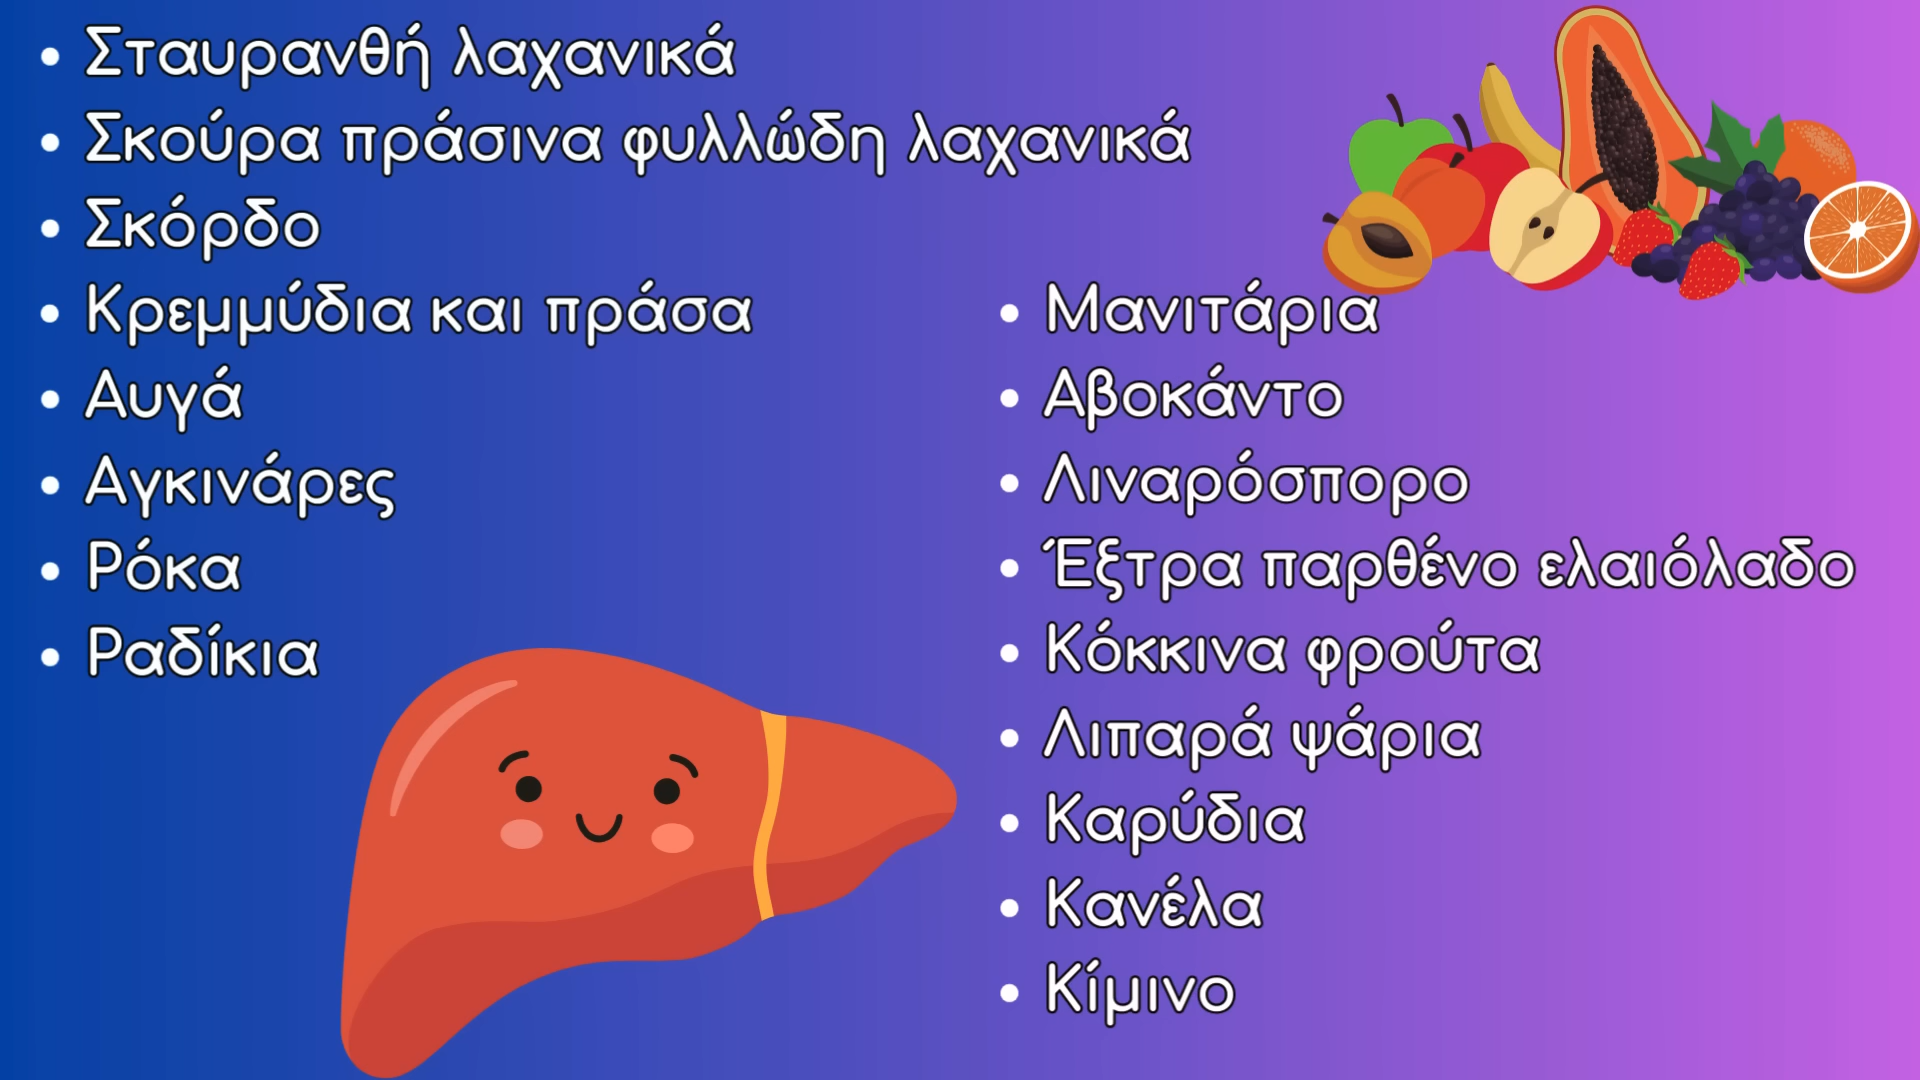 • Σταυρανθή λαχανικά
• Σκούρα πράσινα φυλλώδη λαχανικά
• Σκόρδο
• Κρεμμύδια και πράσα
• Αυγά
• Αγκινάρες
• Ρόκα
• Ραδίκια
• Μανιτάρια
• Αβοκάντο
• Λιναρόσπορο
• Έξτρα παρθένο ελαιόλαδο
• Κόκκινα φρούτα
• Λιπαρά ψάρια
• Καρύδια
• Κανέλα
• Κίμινο